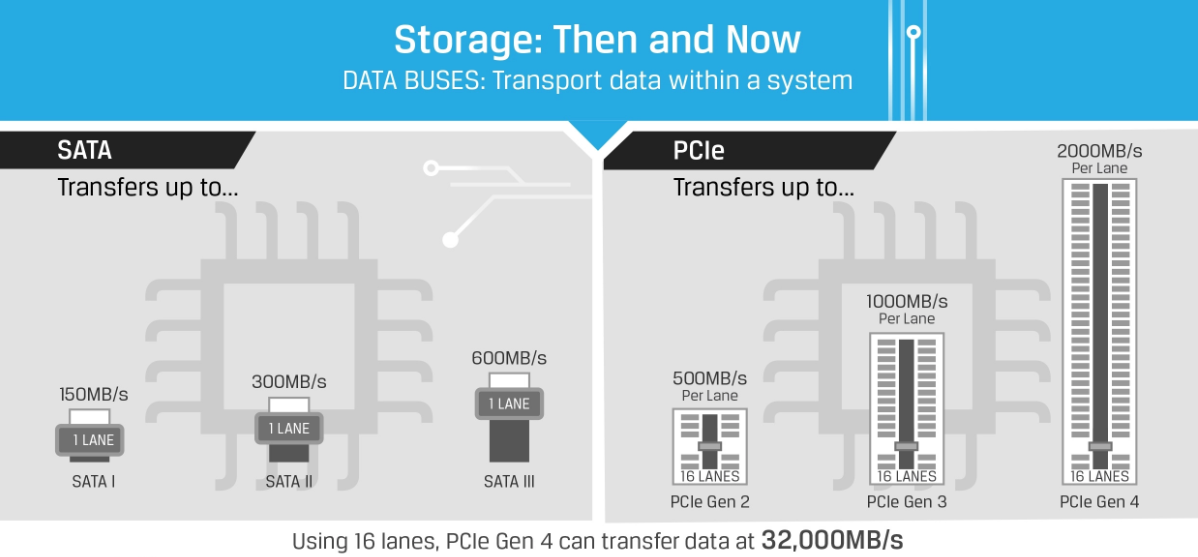 Storage: Then and Now
DATA BUSES: Transport data within a system
SATA
Transfers up to...
150MB/s
1 LANE
SATA I
300MB/s
1 LANE
SATA II
600MB/s
1 LANE
SATA III
PCIe
Transfers up to...
500MB/s
Per Lane
16 LANES
PCIe Gen 2
1000MB/s
Per Lane
16 LANES
PCIe Gen 3
2000MB/s
Per Lane
16 LANES
PCIe Gen 4
Using 16 lanes, PCIe Gen 4 can transfer data at 32,000MB/s